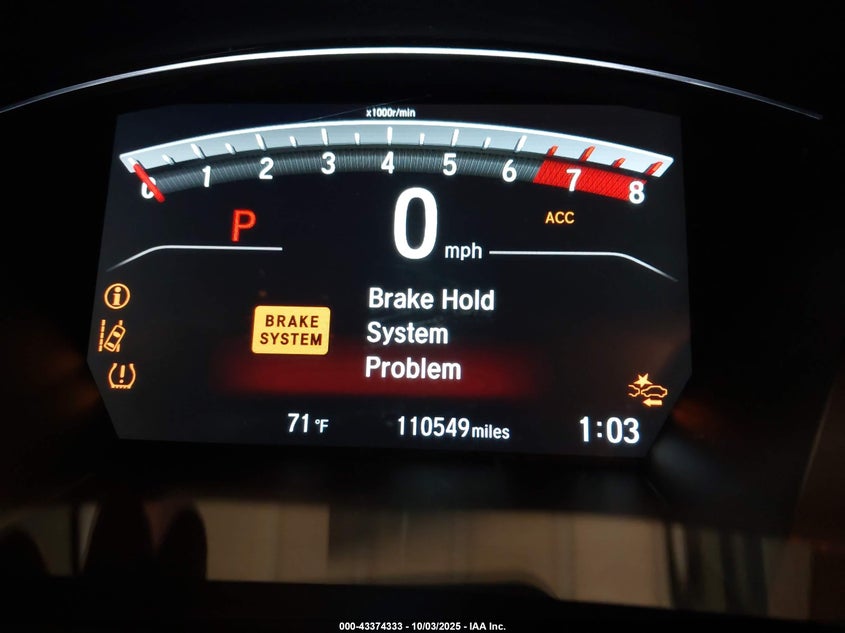 x1000r/min
0 1 2 3 4 5 6 7 8
P 0 mph ACC
BRAKE
SYSTEM
Brake Hold
System
Problem
71°F 110549 miles 1:03
000-43374333 - 10/03/2025 - IAA Inc.